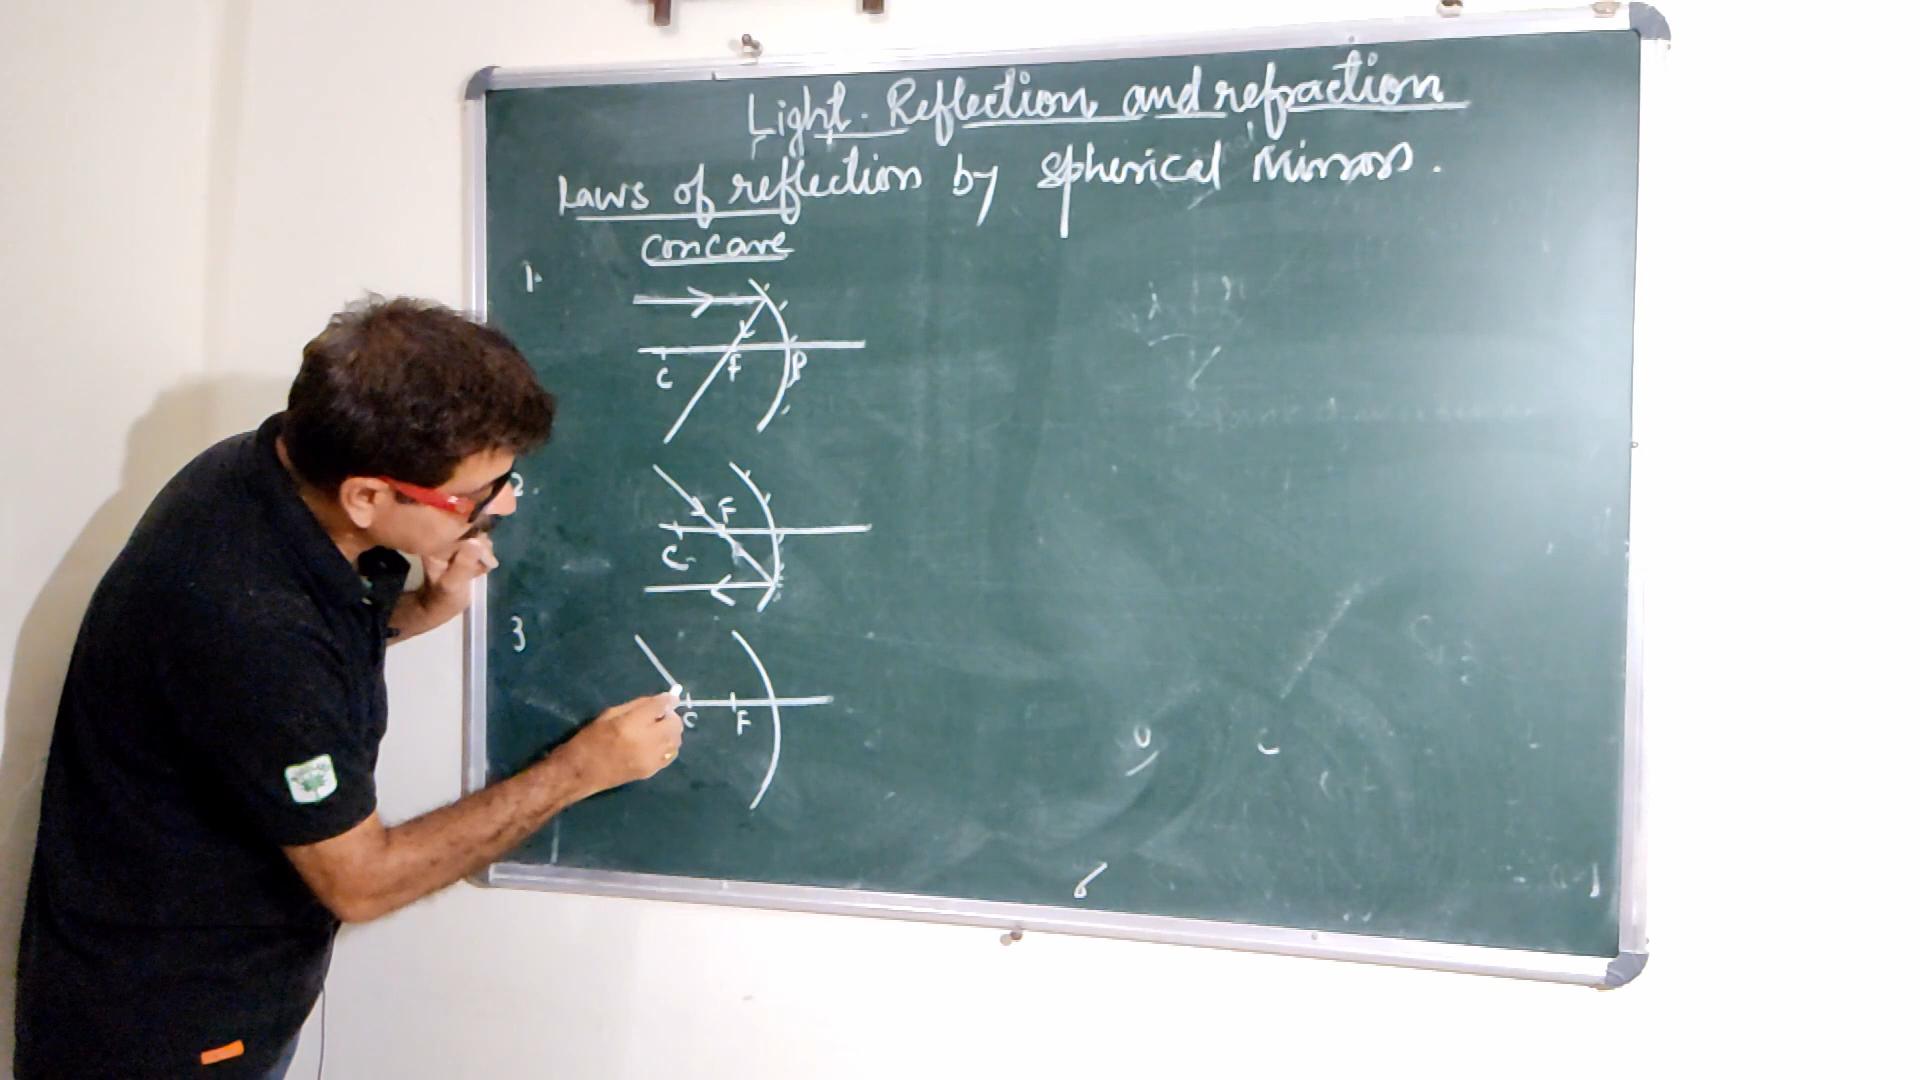 Light. Reflection and refraction
Laws of reflection by spherical Mirrors.
Concave
1.
C F P
2.
F
C
3
C F